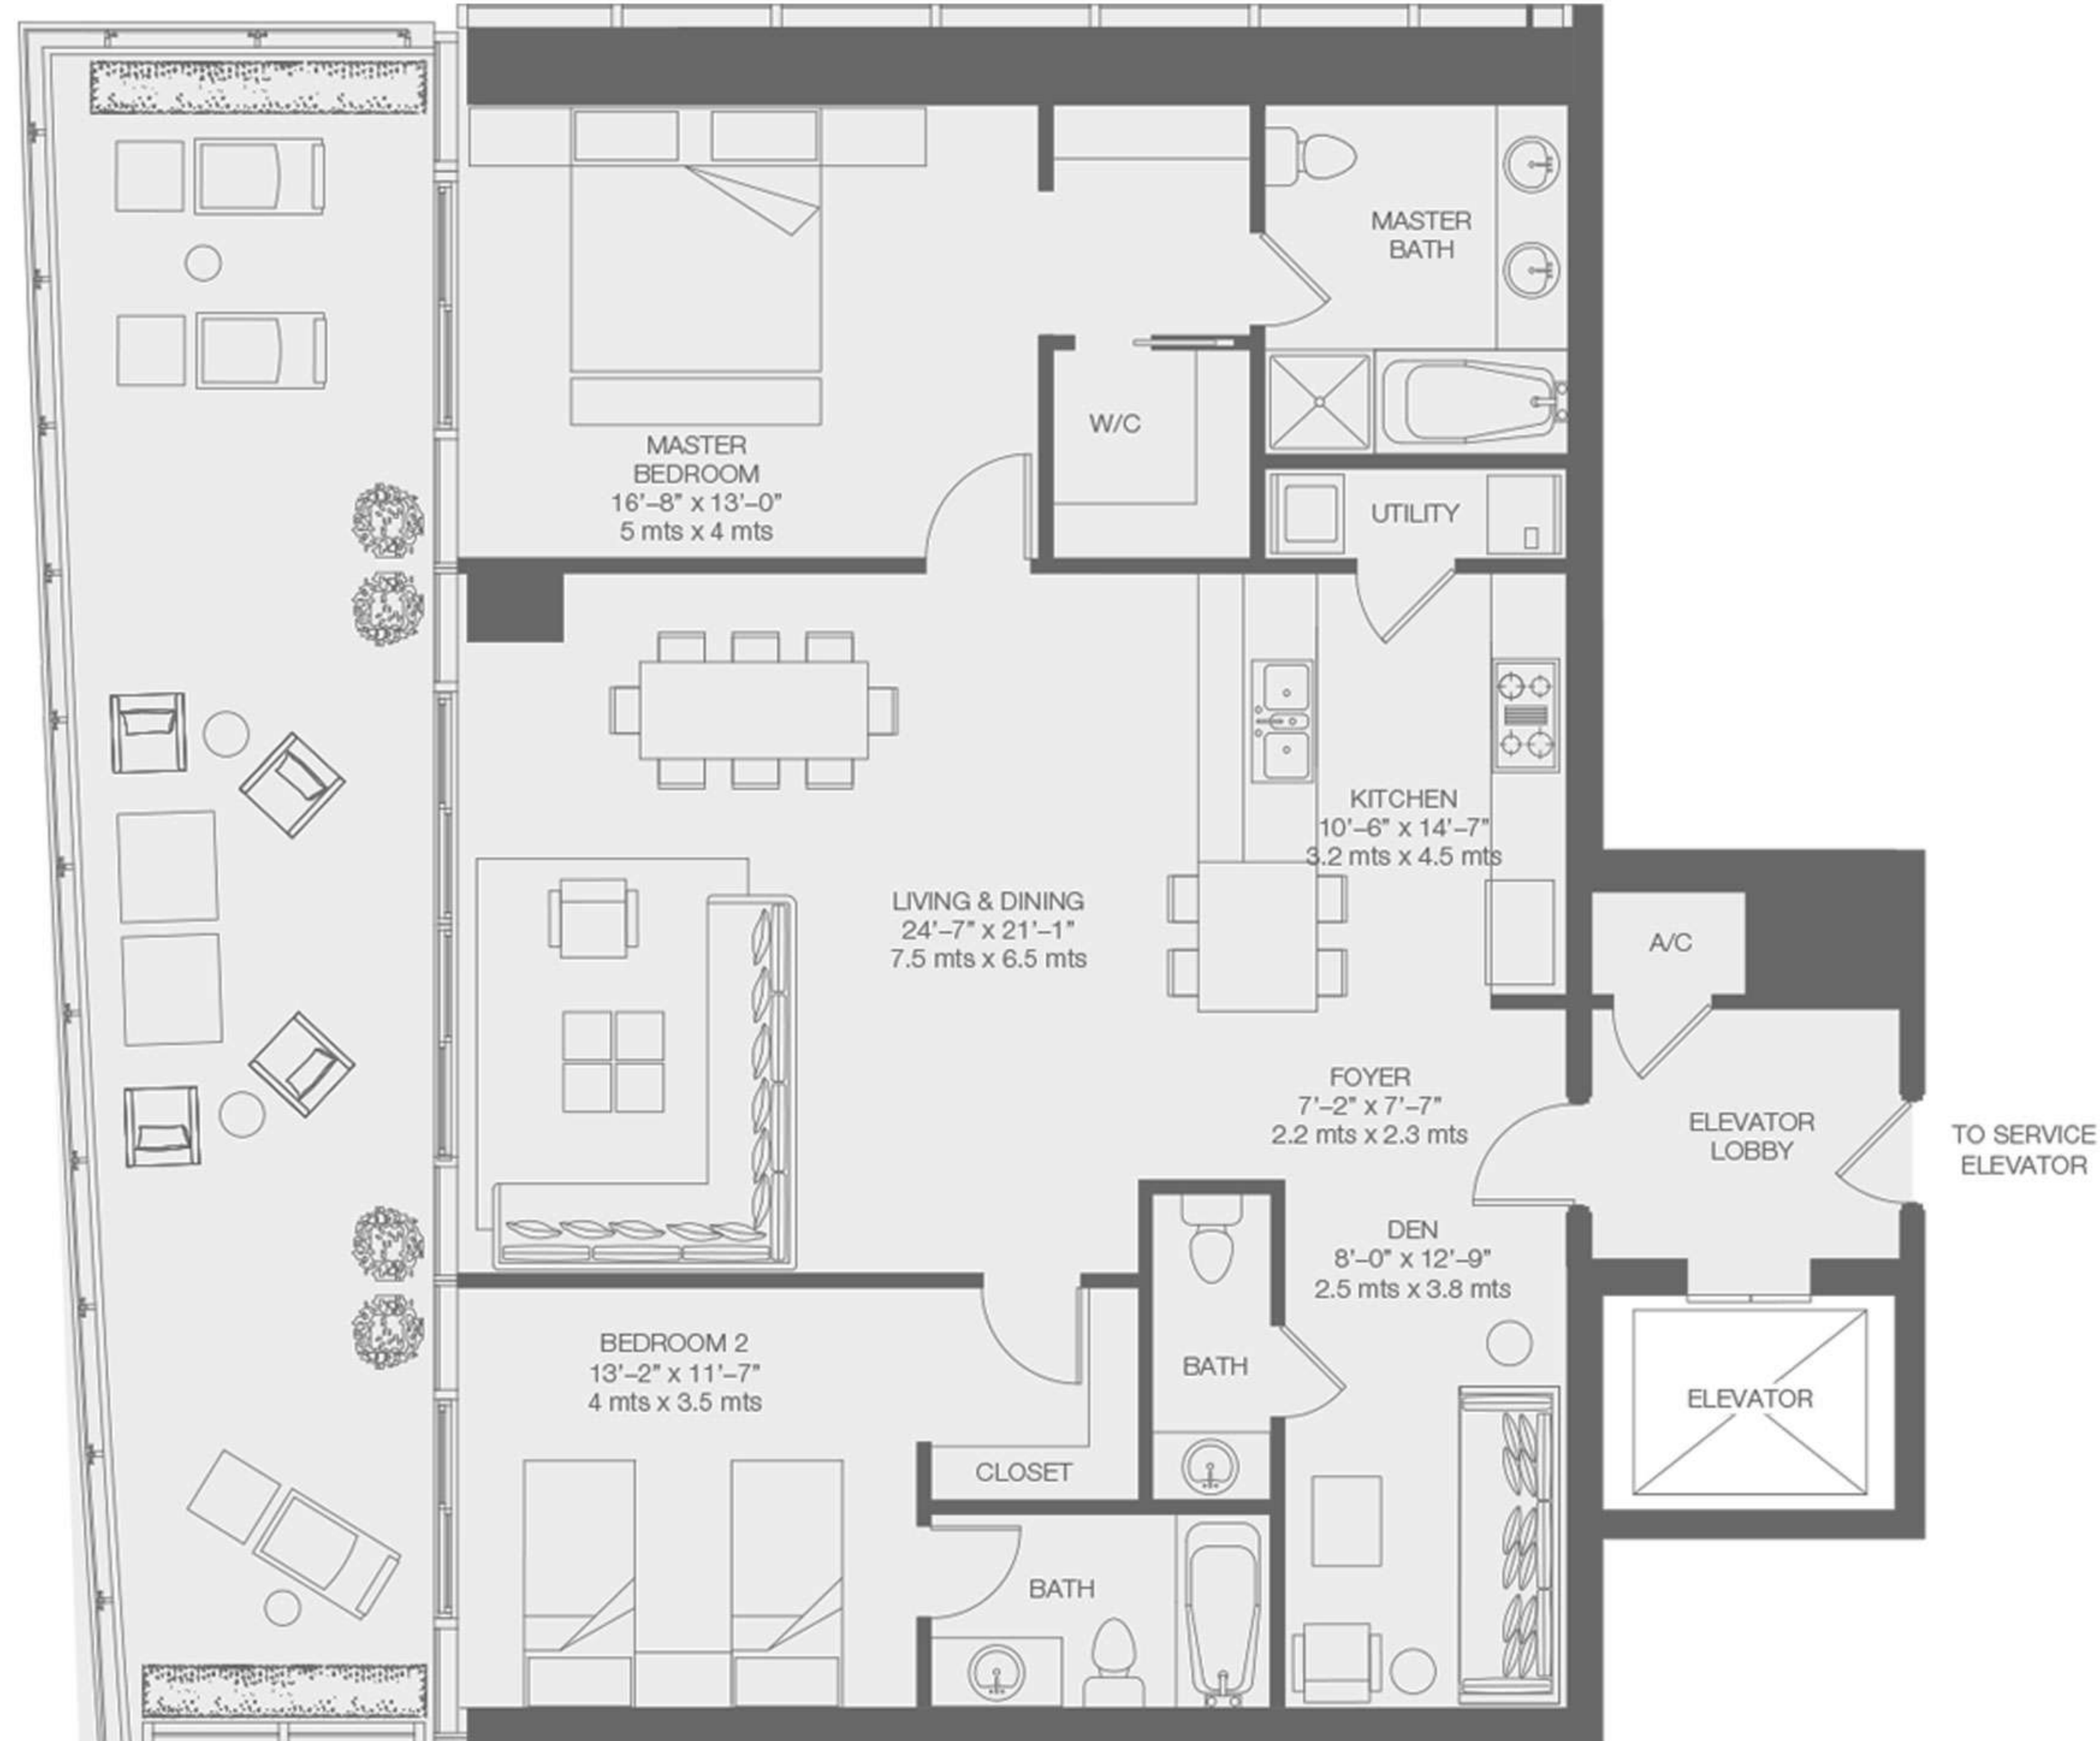 MASTER
BATH
W/C
MASTER
BEDROOM
16’–8” x 13’–0”
5 mts x 4 mts
UTILITY
KITCHEN
10’–6” x 14’–7”
3.2 mts x 4.5 mts
LIVING & DINING
24’–7” x 21’–1”
7.5 mts x 6.5 mts
A/C
FOYER
7’–2” x 7’–7”
2.2 mts x 2.3 mts
ELEVATOR
LOBBY
TO SERVICE
ELEVATOR
DEN
8’–0” x 12’–9”
2.5 mts x 3.8 mts
BEDROOM 2
13’–2” x 11’–7”
4 mts x 3.5 mts
BATH
ELEVATOR
CLOSET
BATH